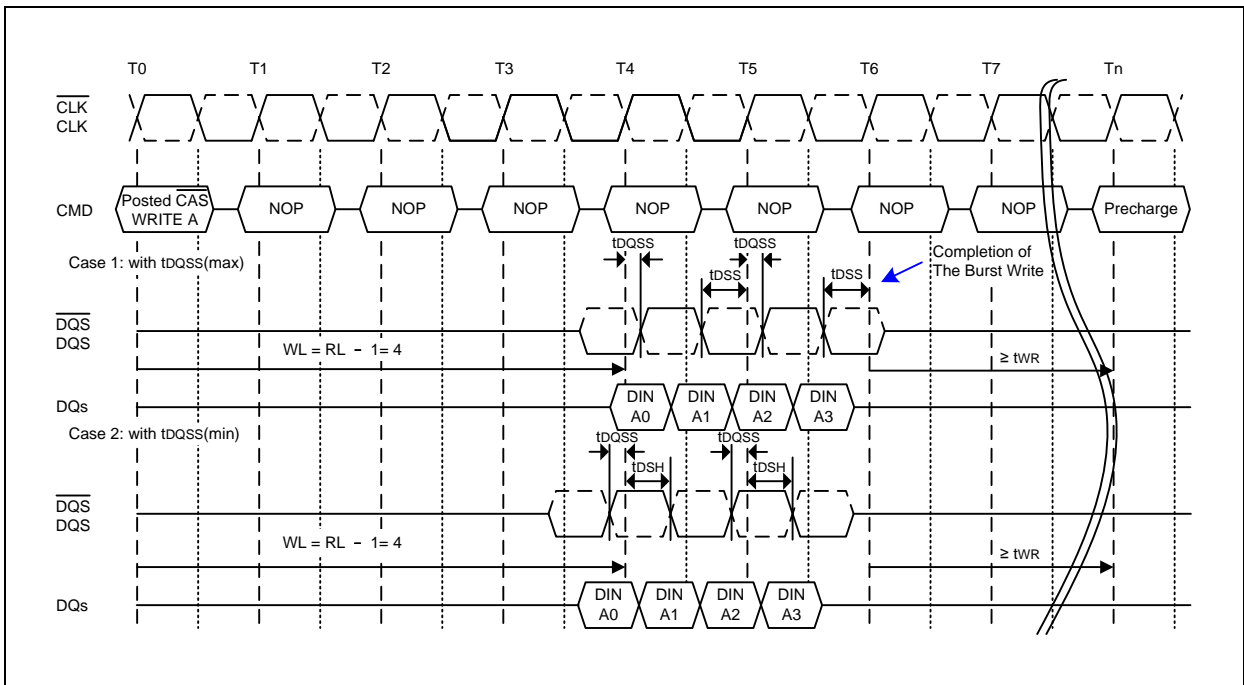 T0 T1 T2 T3 T4 T5 T6 T7 Tn
CLK
CLK
CMD
Posted CAS
WRITE A
NOP NOP NOP NOP NOP NOP NOP
Precharge
Case 1: with tDQSS(max)
tDQSS tDQSS
tDSS tDSS
Completion of
The Burst Write
DQS
DQS
WL = RL - 1= 4
≥ tWR
DQs
DIN
A0
DIN
A1
DIN
A2
DIN
A3
Case 2: with tDQSS(min)
tDQSS tDQSS
tDSH tDSH
DQS
DQS
WL = RL - 1= 4
≥ tWR
DQs
DIN
A0
DIN
A1
DIN
A2
DIN
A3